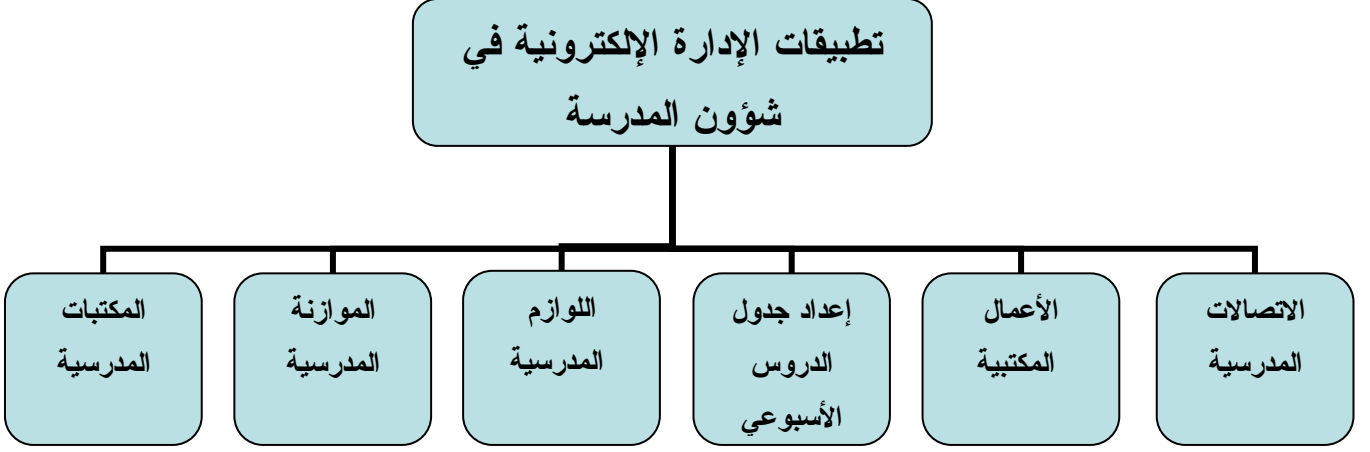 تطبيقات الإدارة الإلكترونية في
شؤون المدرسة
الاتصالات
المدرسية
الأعمال
المكتبية
إعداد جدول
الدروس
الأسبوعي
اللوازم
المدرسية
الموازنة
المدرسية
المكتبات
المدرسية